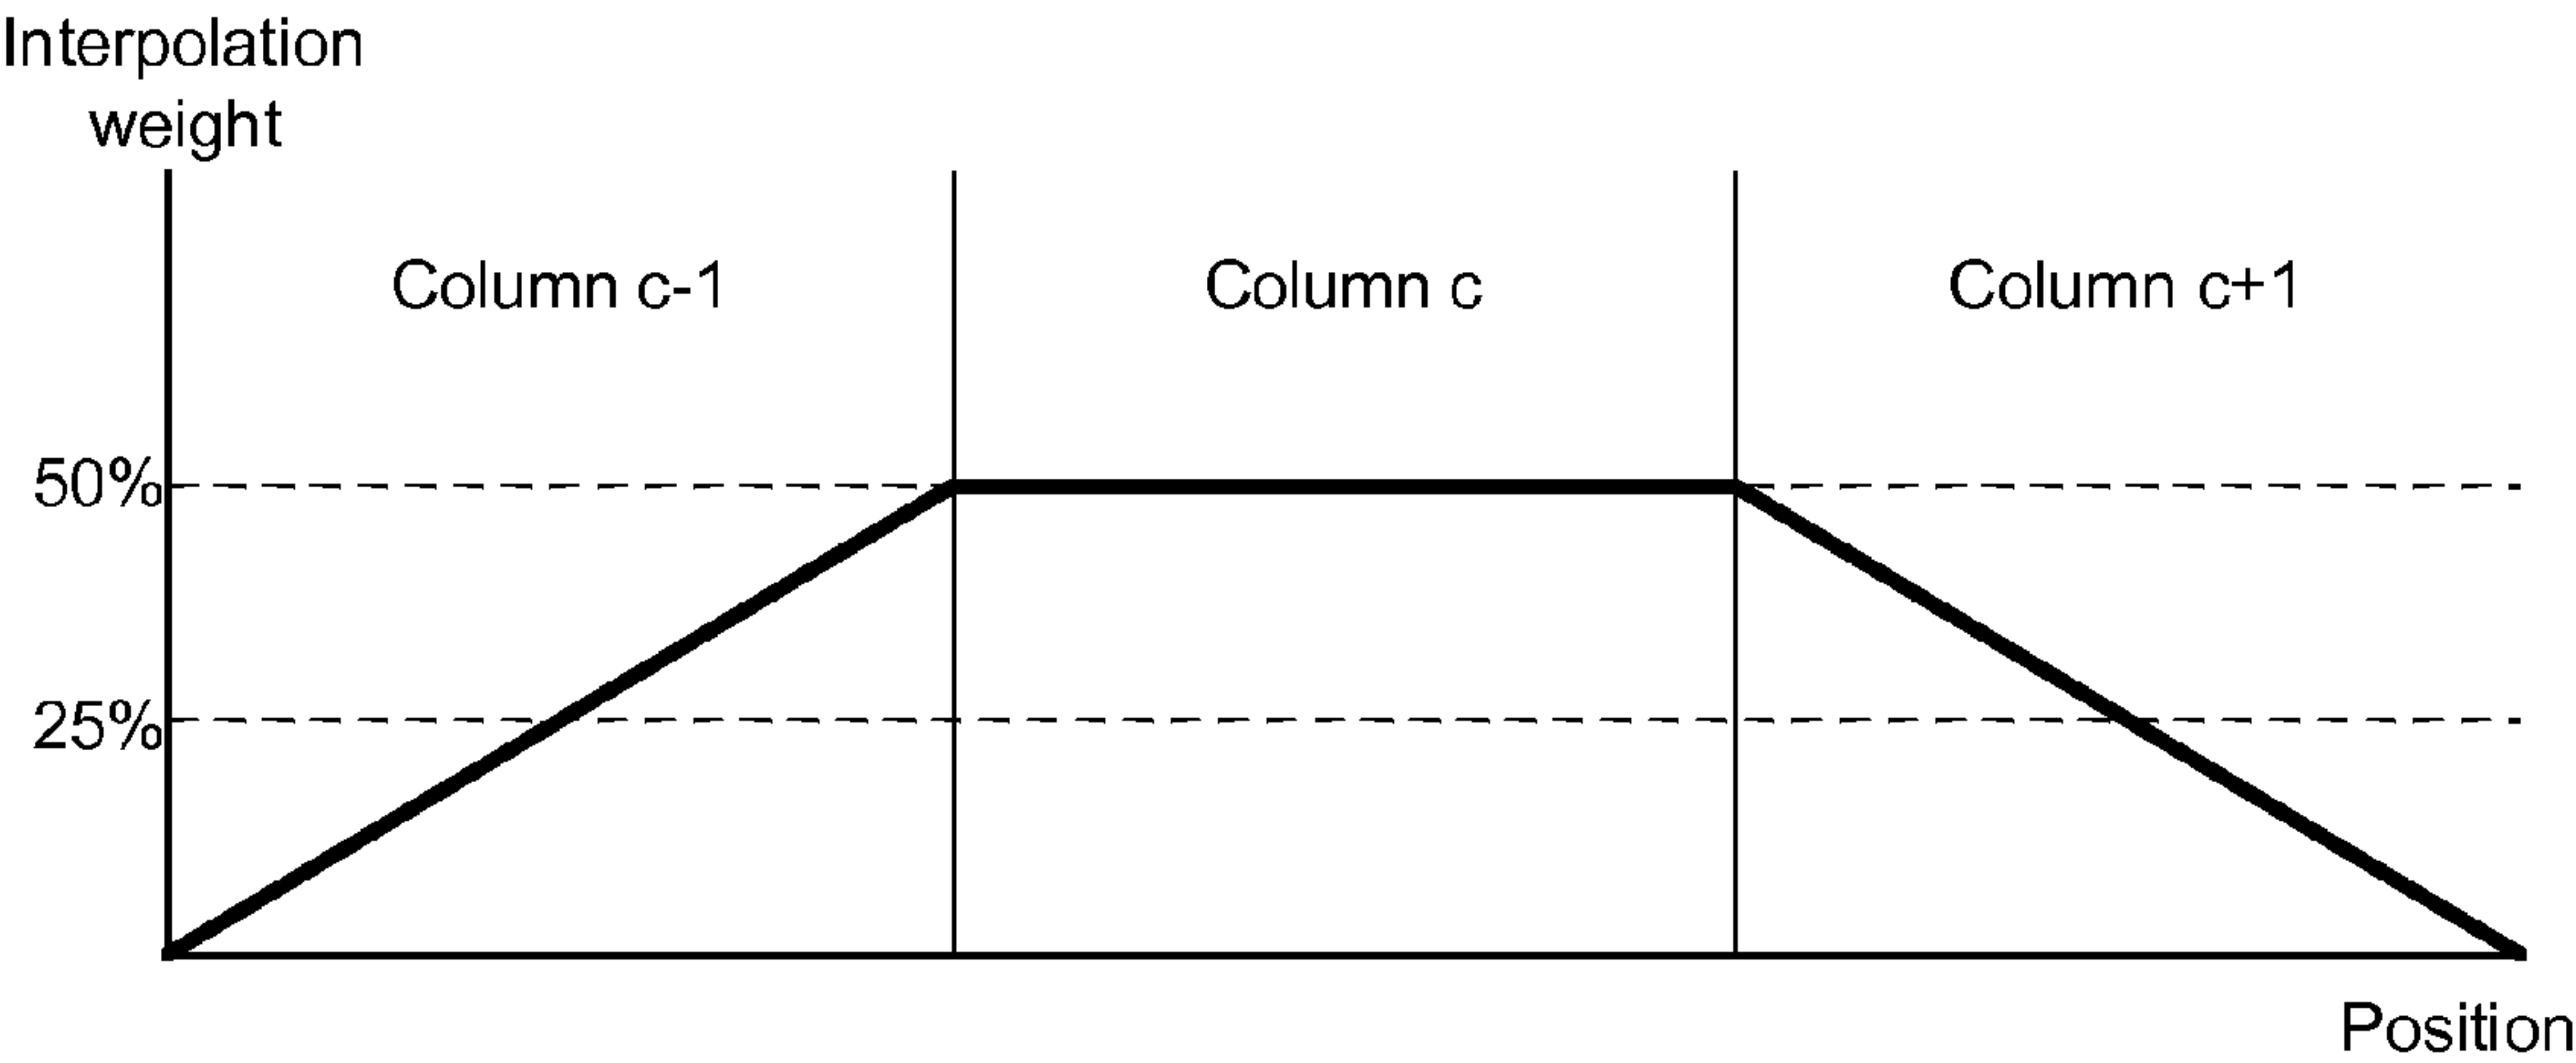 Interpolation
weight
Column c-1
Column c
Column c+1
50%
25%
Position